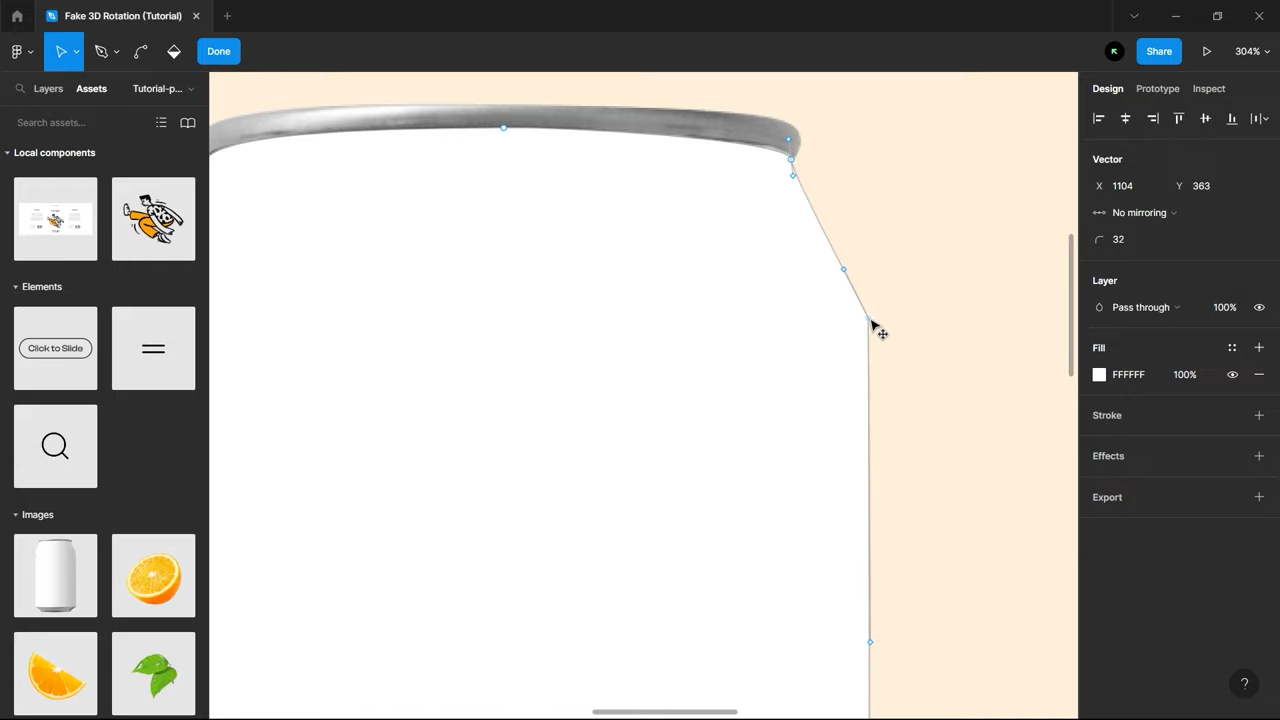 Fake 3D Rotation (Tutorial)
Done
Share
304%
Layers
Assets
Tutorial-p...
Search assets...
Local components
Elements
Click to Slide
Images
Design
Prototype
Inspect
Vector
X 1104 Y 363
No mirroring
32
Layer
Pass through 100%
Fill
FFFFFF 100%
Stroke
Effects
Export
?